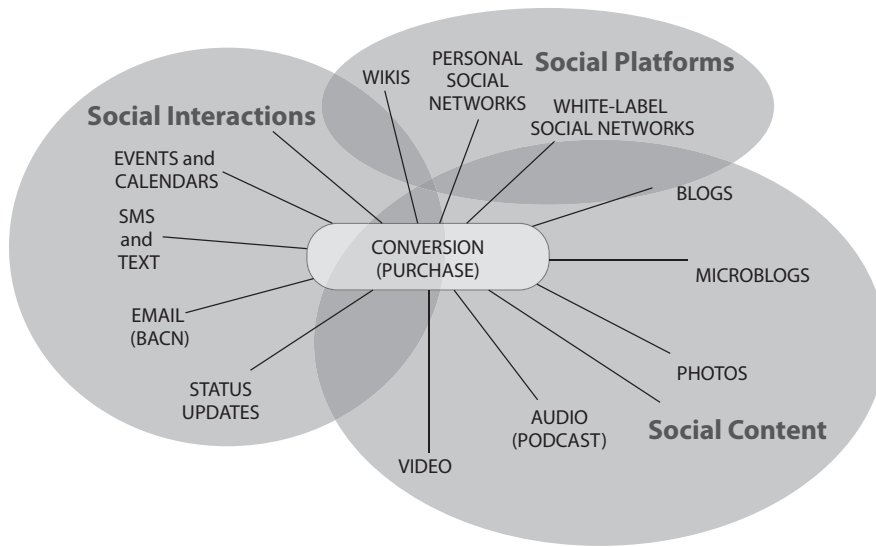 WIKIS
PERSONAL
SOCIAL
NETWORKS
Social Platforms
WHITE-LABEL
SOCIAL NETWORKS
Social Interactions
EVENTS and
CALENDARS
SMS
and
TEXT
EMAIL
(BACN)
STATUS
UPDATES
CONVERSION
(PURCHASE)
BLOGS
MICROBLOGS
PHOTOS
Social Content
AUDIO
(PODCAST)
VIDEO